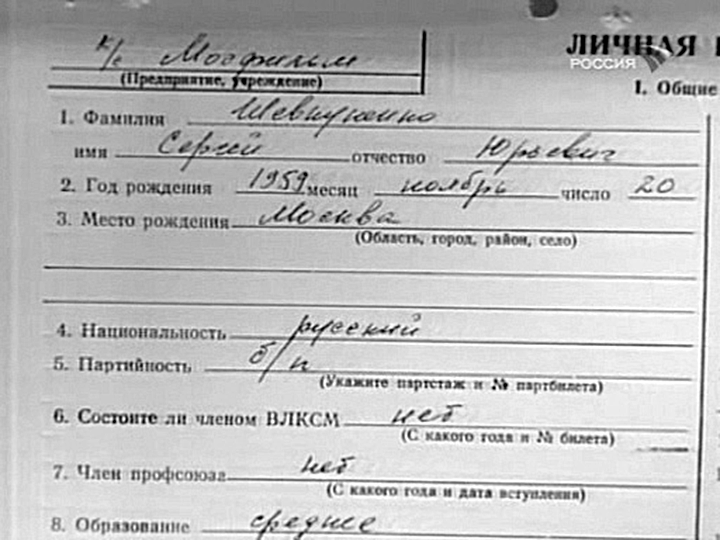 к/с Мосфильм
(Предприятие, учреждение)
ЛИЧНАЯ
РОССИЯ
I. Общие
1. Фамилия Шевкуненко
имя Сергей отчество Юрьевич
2. Год рождения 1959 месяц ноябрь число 20
3. Место рождения Москва
(Область, город, район, село)
4. Национальность русский
5. Партийность б/п
(Укажите партстаж и № партбилета)
6. Состоите ли членом ВЛКСМ нет
(С какого года и № билета)
7. Член профсоюза нет
(С какого года и дата вступления)
8. Образование среднее